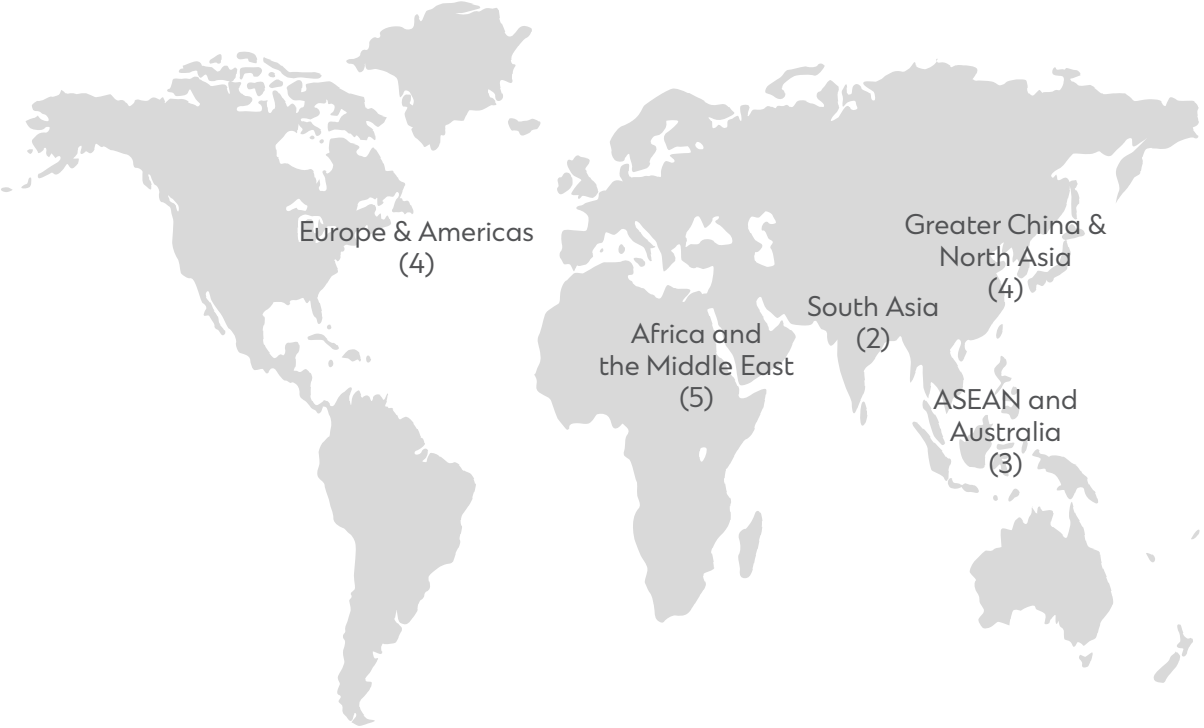 Europe & Americas
(4)
Greater China &
North Asia
(4)
South Asia
(2)
Africa and
the Middle East
(5)
ASEAN and
Australia
(3)